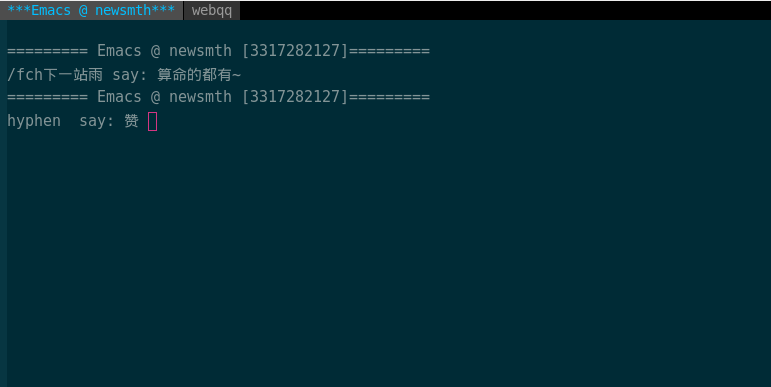 ***Emacs @ newsmth*** webqq
========= Emacs @ newsmth [3317282127]=========
/fch下一站雨 say: 算命的都有~
========= Emacs @ newsmth [3317282127]=========
hyphen  say: 赞